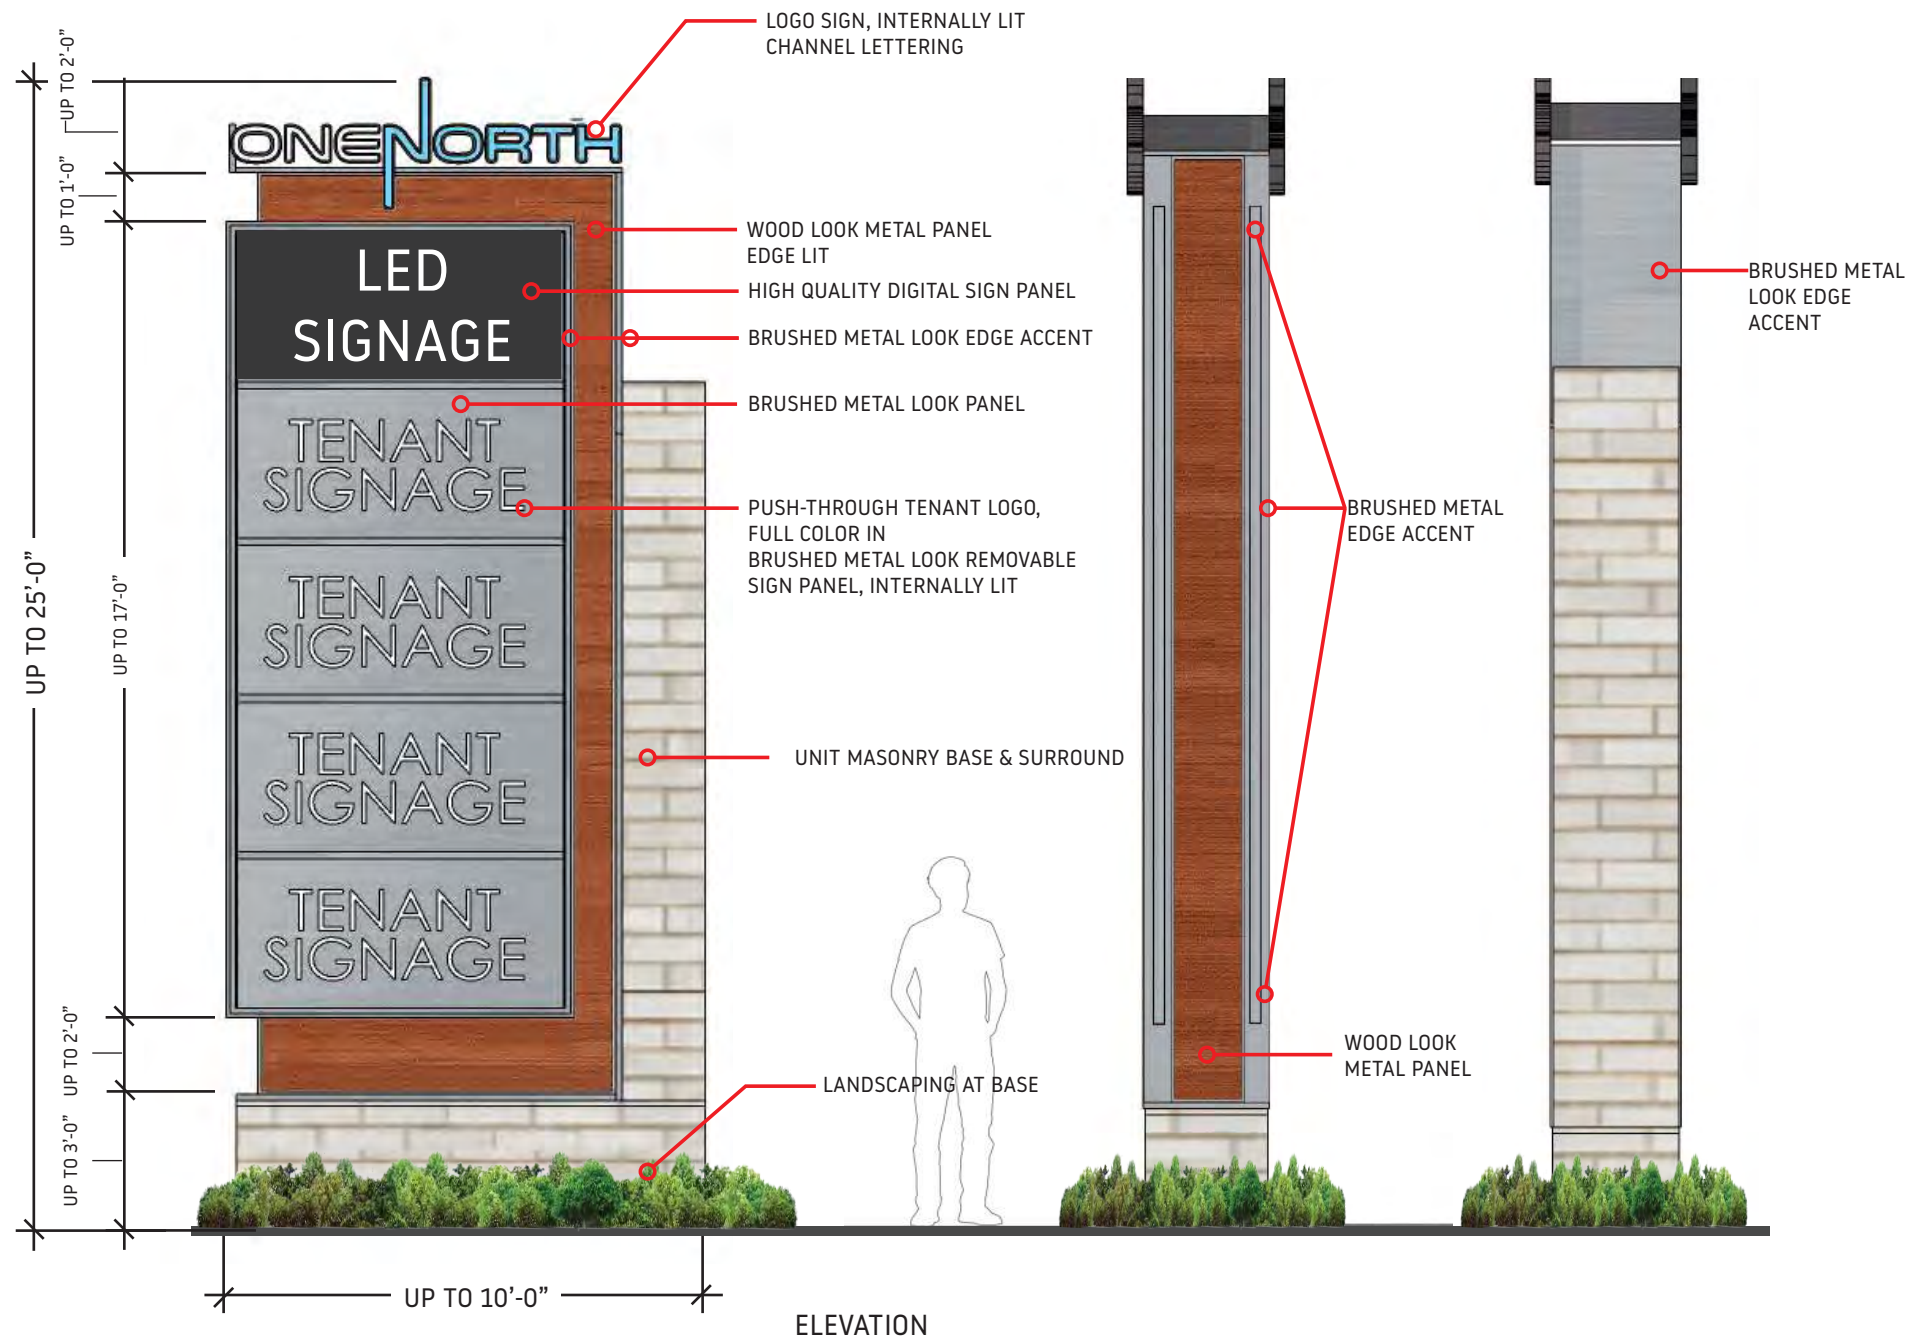 LOGO SIGN, INTERNALLY LIT
CHANNEL LETTERING
UP TO 2'-0"
UP TO 1'-0"
UP TO 25'-0"
UP TO 17'-0"
UP TO 2'-0"
UP TO 3'-0"
ONENORTH
LED
SIGNAGE
TENANT
SIGNAGE
TENANT
SIGNAGE
TENANT
SIGNAGE
TENANT
SIGNAGE
WOOD LOOK METAL PANEL
EDGE LIT
HIGH QUALITY DIGITAL SIGN PANEL
BRUSHED METAL LOOK EDGE ACCENT
BRUSHED METAL LOOK PANEL
PUSH-THROUGH TENANT LOGO,
FULL COLOR IN
BRUSHED METAL LOOK REMOVABLE
SIGN PANEL, INTERNALLY LIT
UNIT MASONRY BASE & SURROUND
LANDSCAPING AT BASE
BRUSHED METAL
EDGE ACCENT
WOOD LOOK
METAL PANEL
BRUSHED METAL
LOOK EDGE
ACCENT
UP TO 10'-0"
ELEVATION